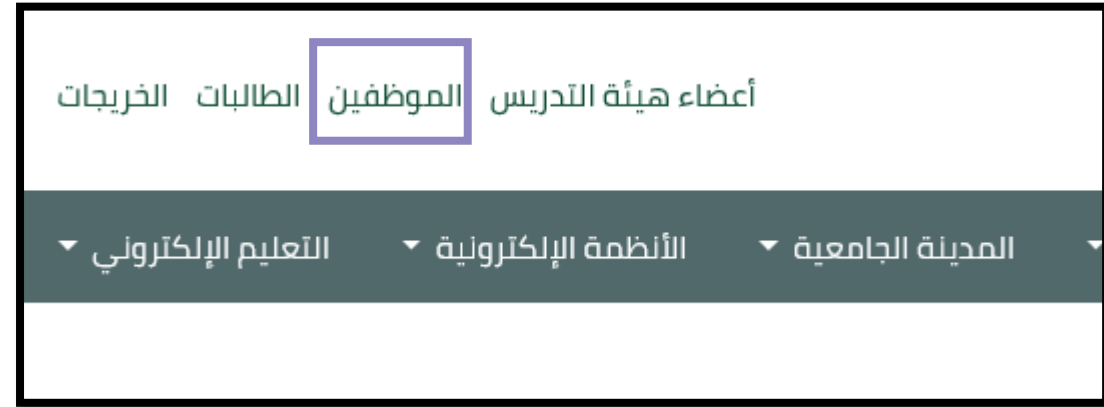 أعضاء هيئة التدريس الموظفين الطالبات الخريجات
المدينة الجامعية الأنظمة الإلكترونية التعليم الإلكتروني